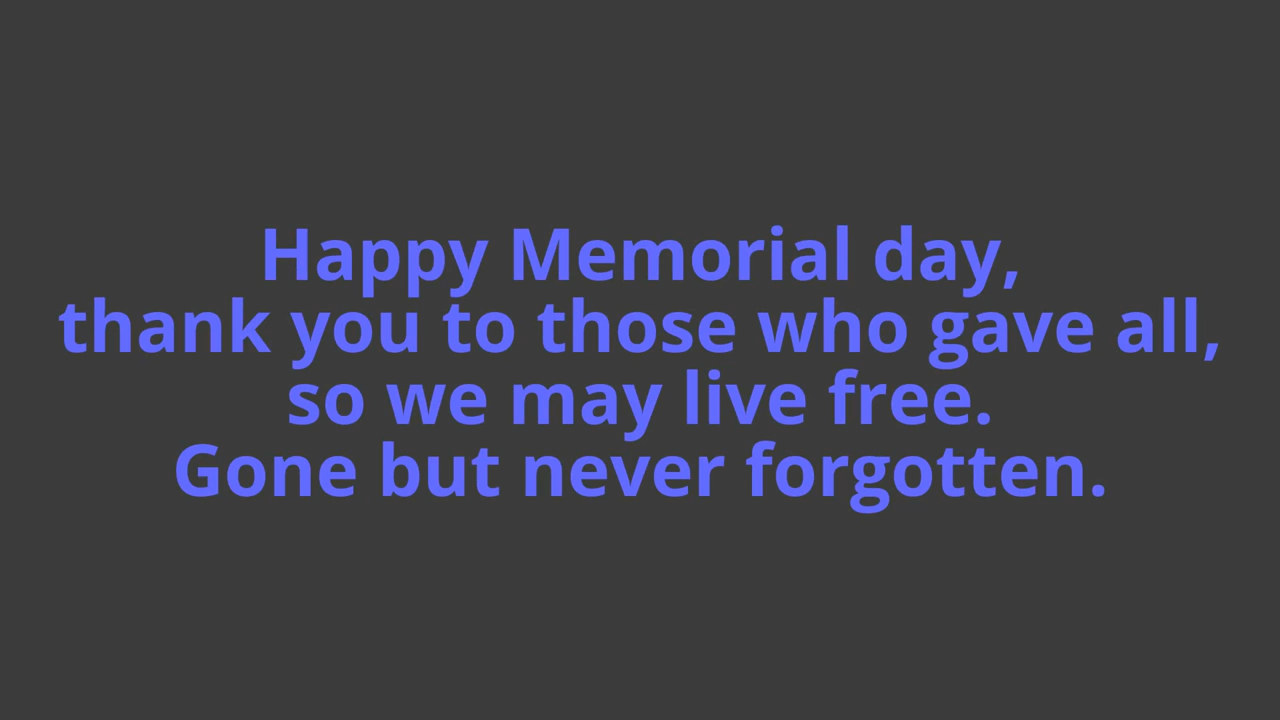 Happy Memorial day,
thank you to those who gave all,
so we may live free.
Gone but never forgotten.